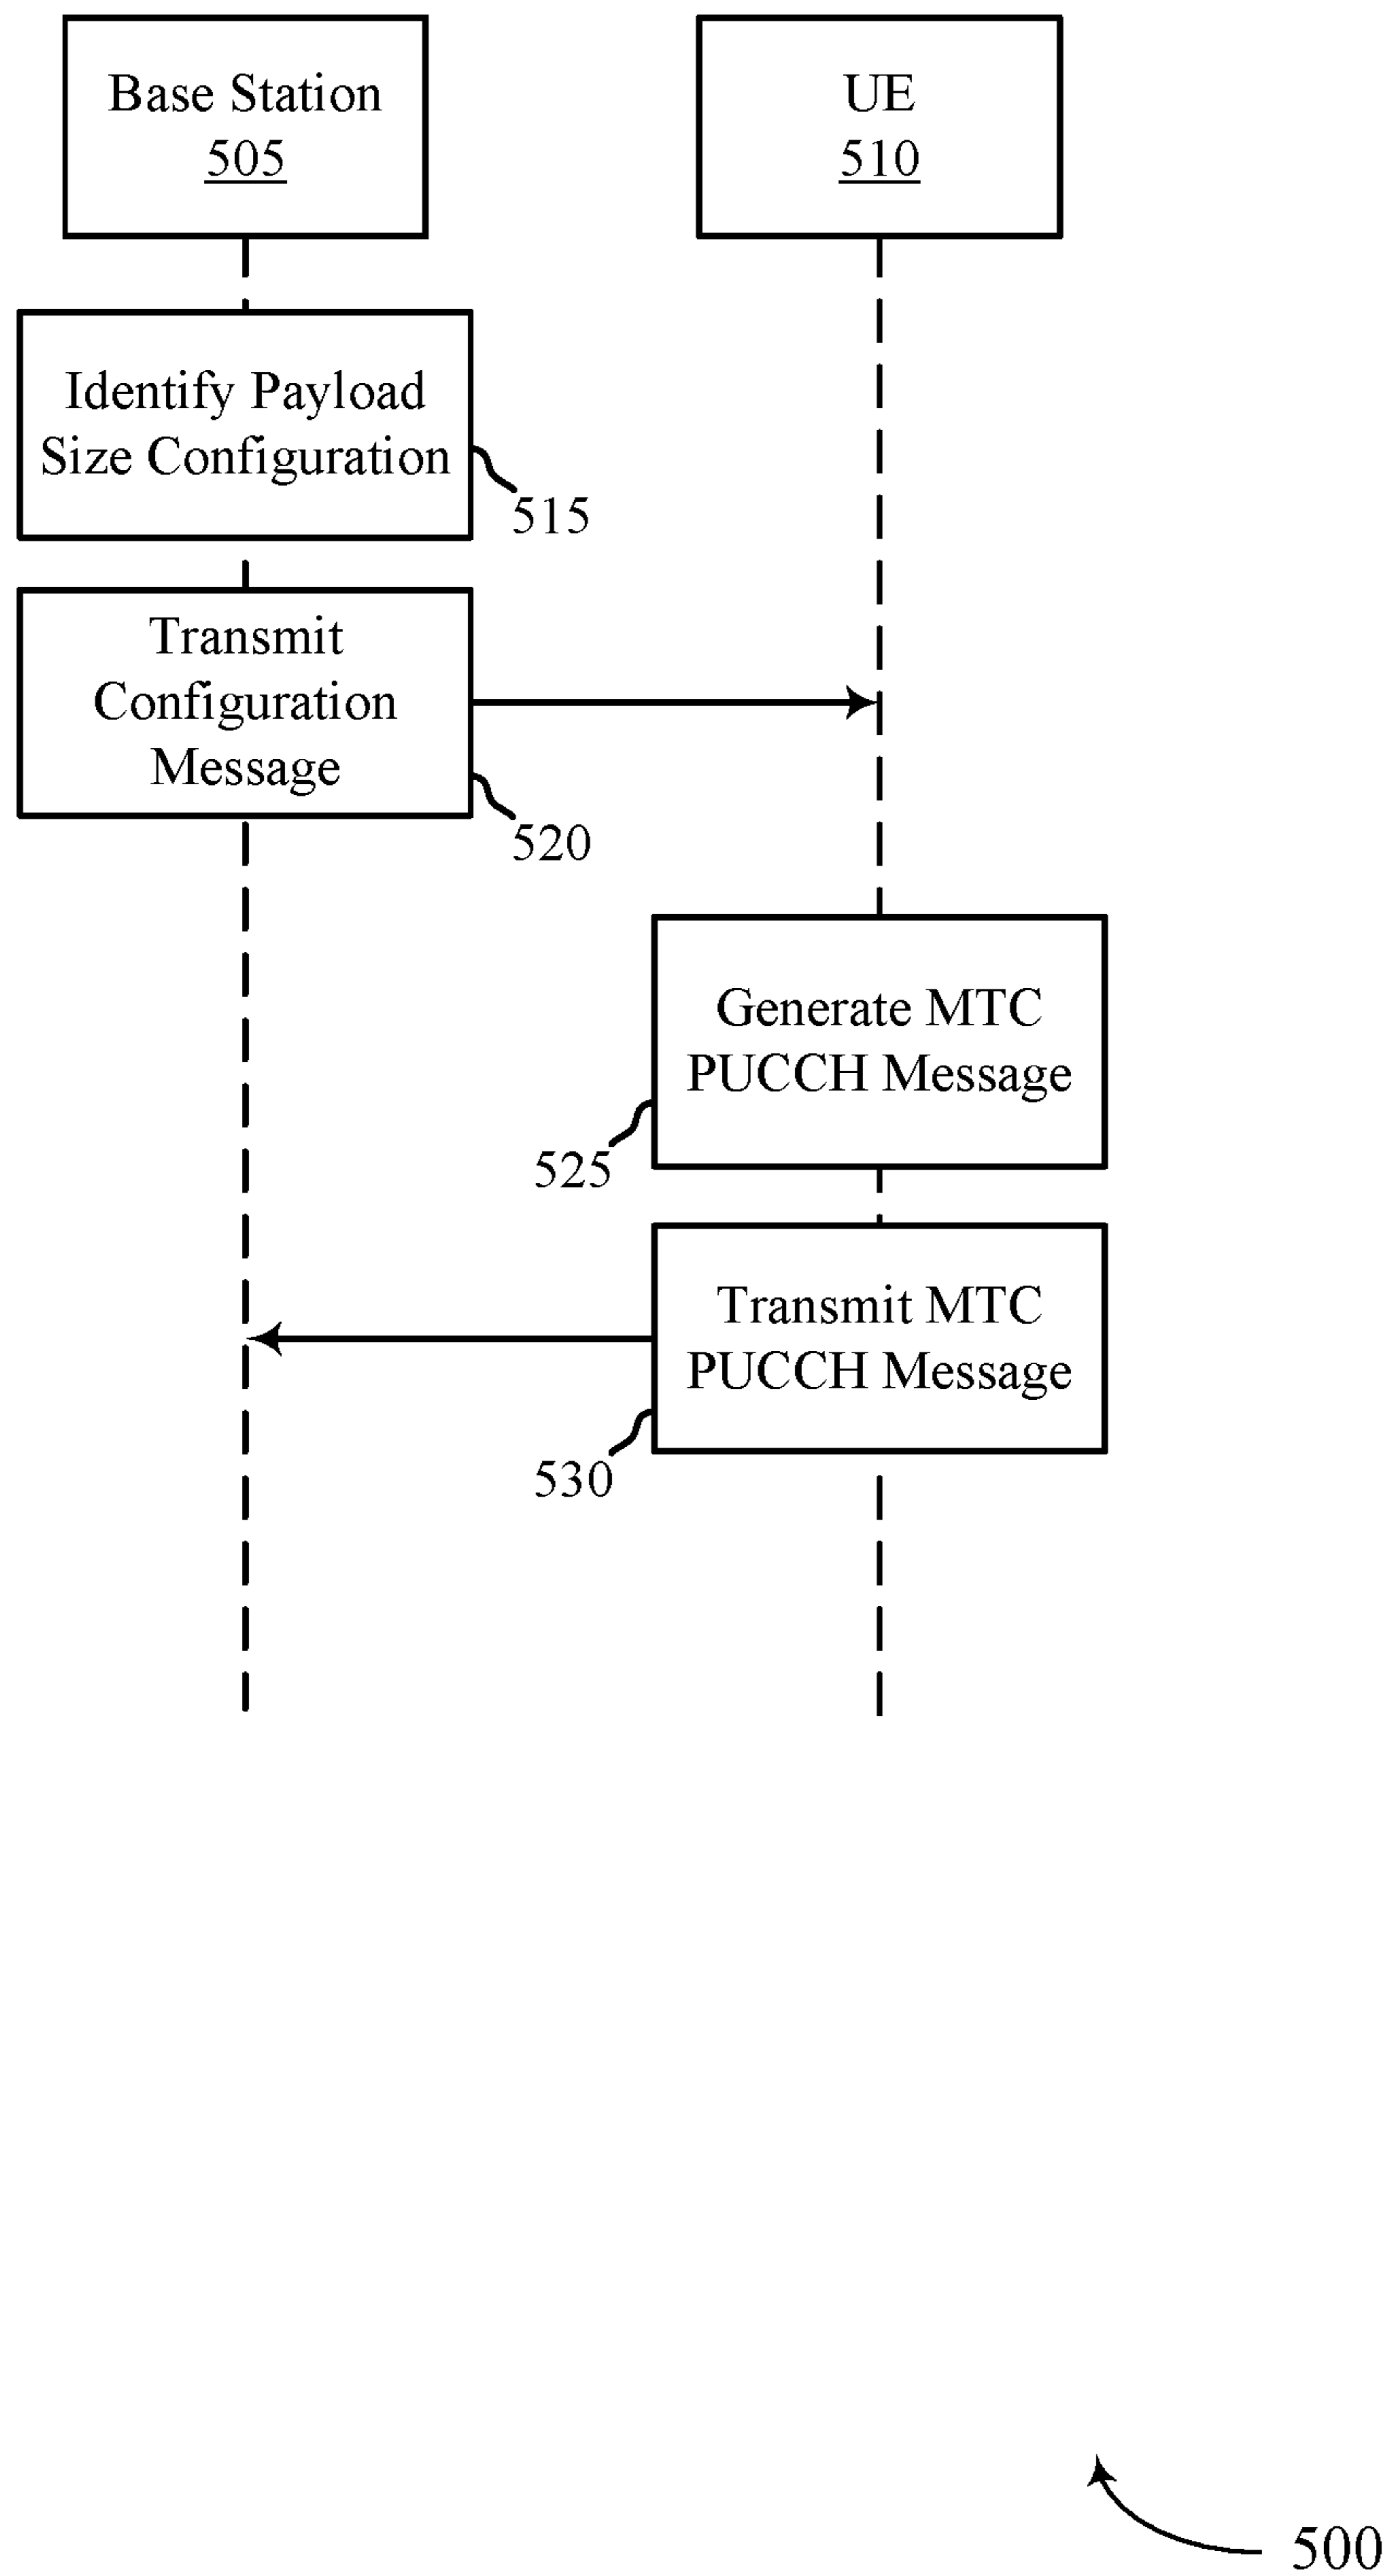 Base Station
505
UE
510
Identify Payload
Size Configuration
515
Transmit
Configuration
Message
520
Generate MTC
PUCCH Message
525
Transmit MTC
PUCCH Message
530
500